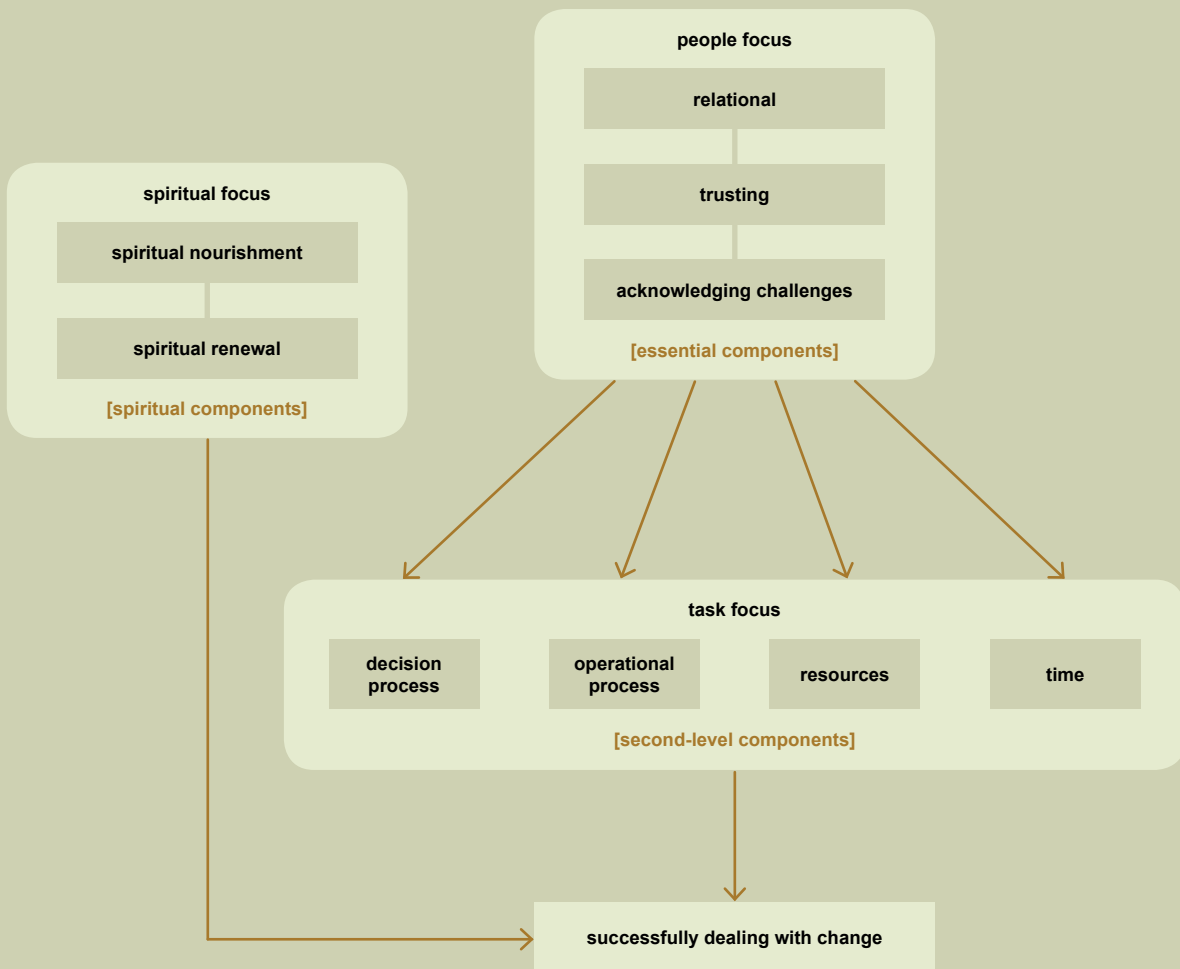 people focus
relational
trusting
acknowledging challenges
[essential components]
spiritual focus
spiritual nourishment
spiritual renewal
[spiritual components]
task focus
decision
process
operational
process
resources
time
[second-level components]
successfully dealing with change